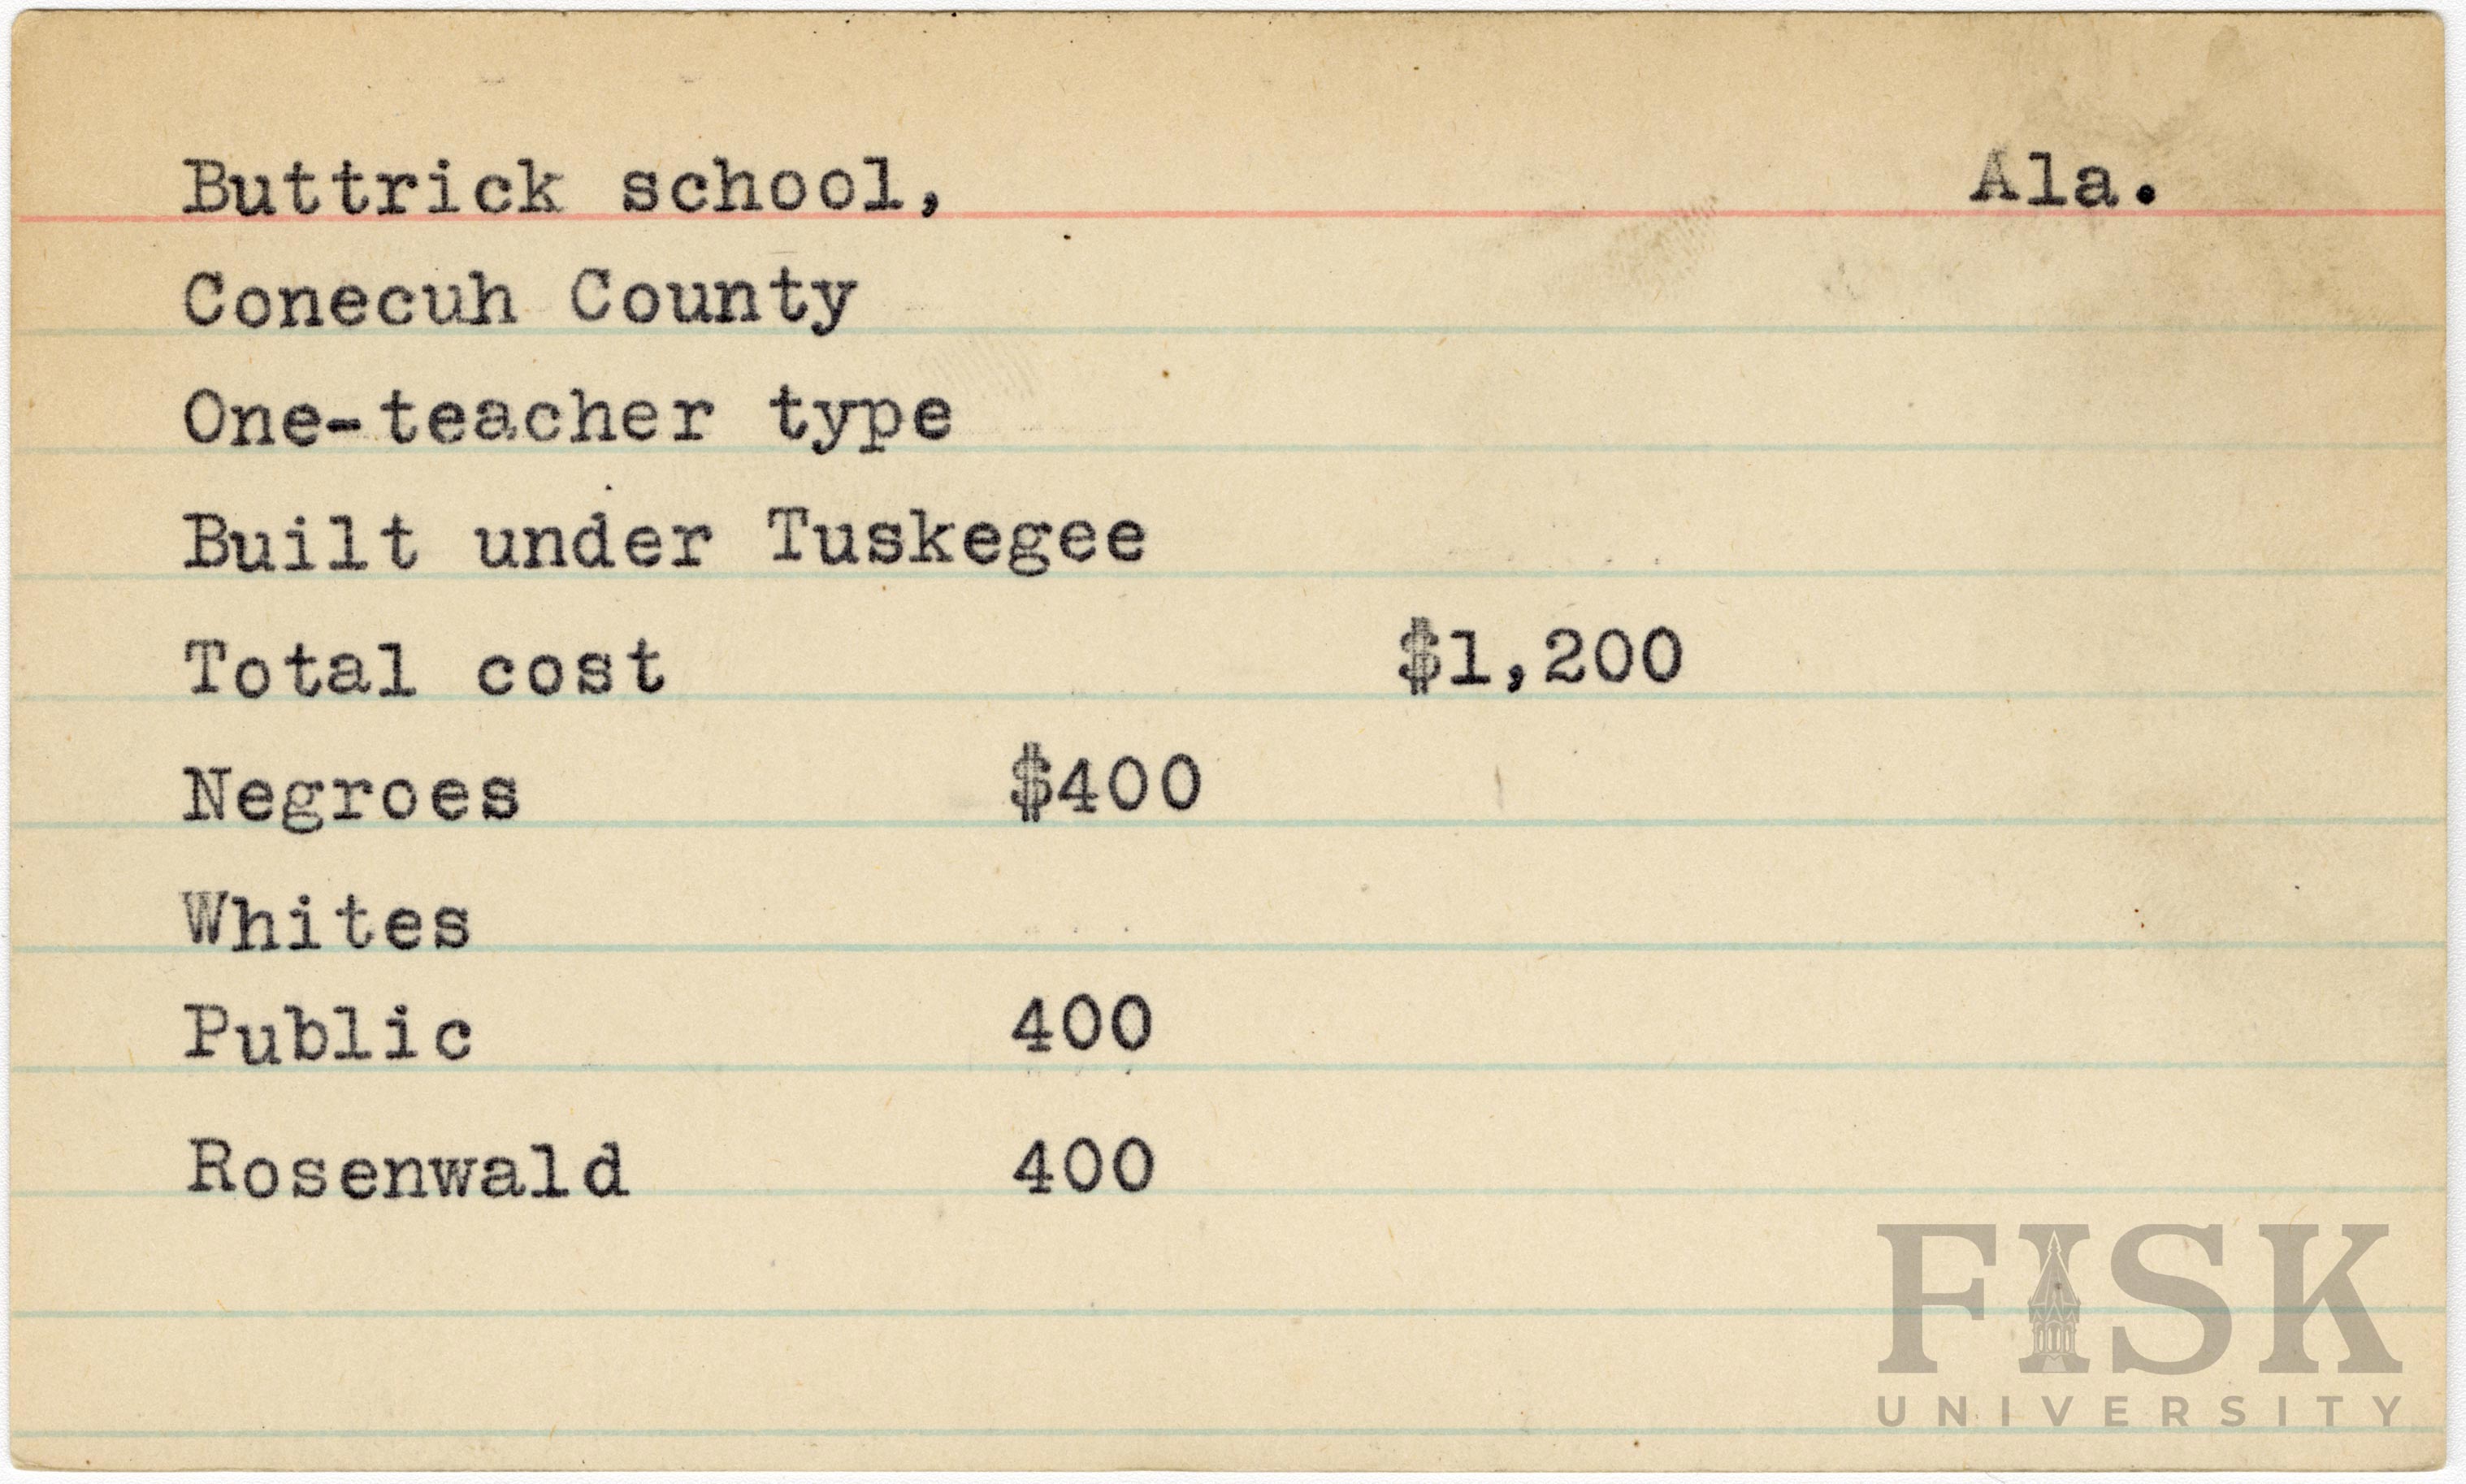 Buttrick school, Ala.
Conecuh County
One-teacher type
Built under Tuskegee
Total cost $1,200
Negroes $400
Whites
Public 400
Rosenwald 400
FISK
UNIVERSITY